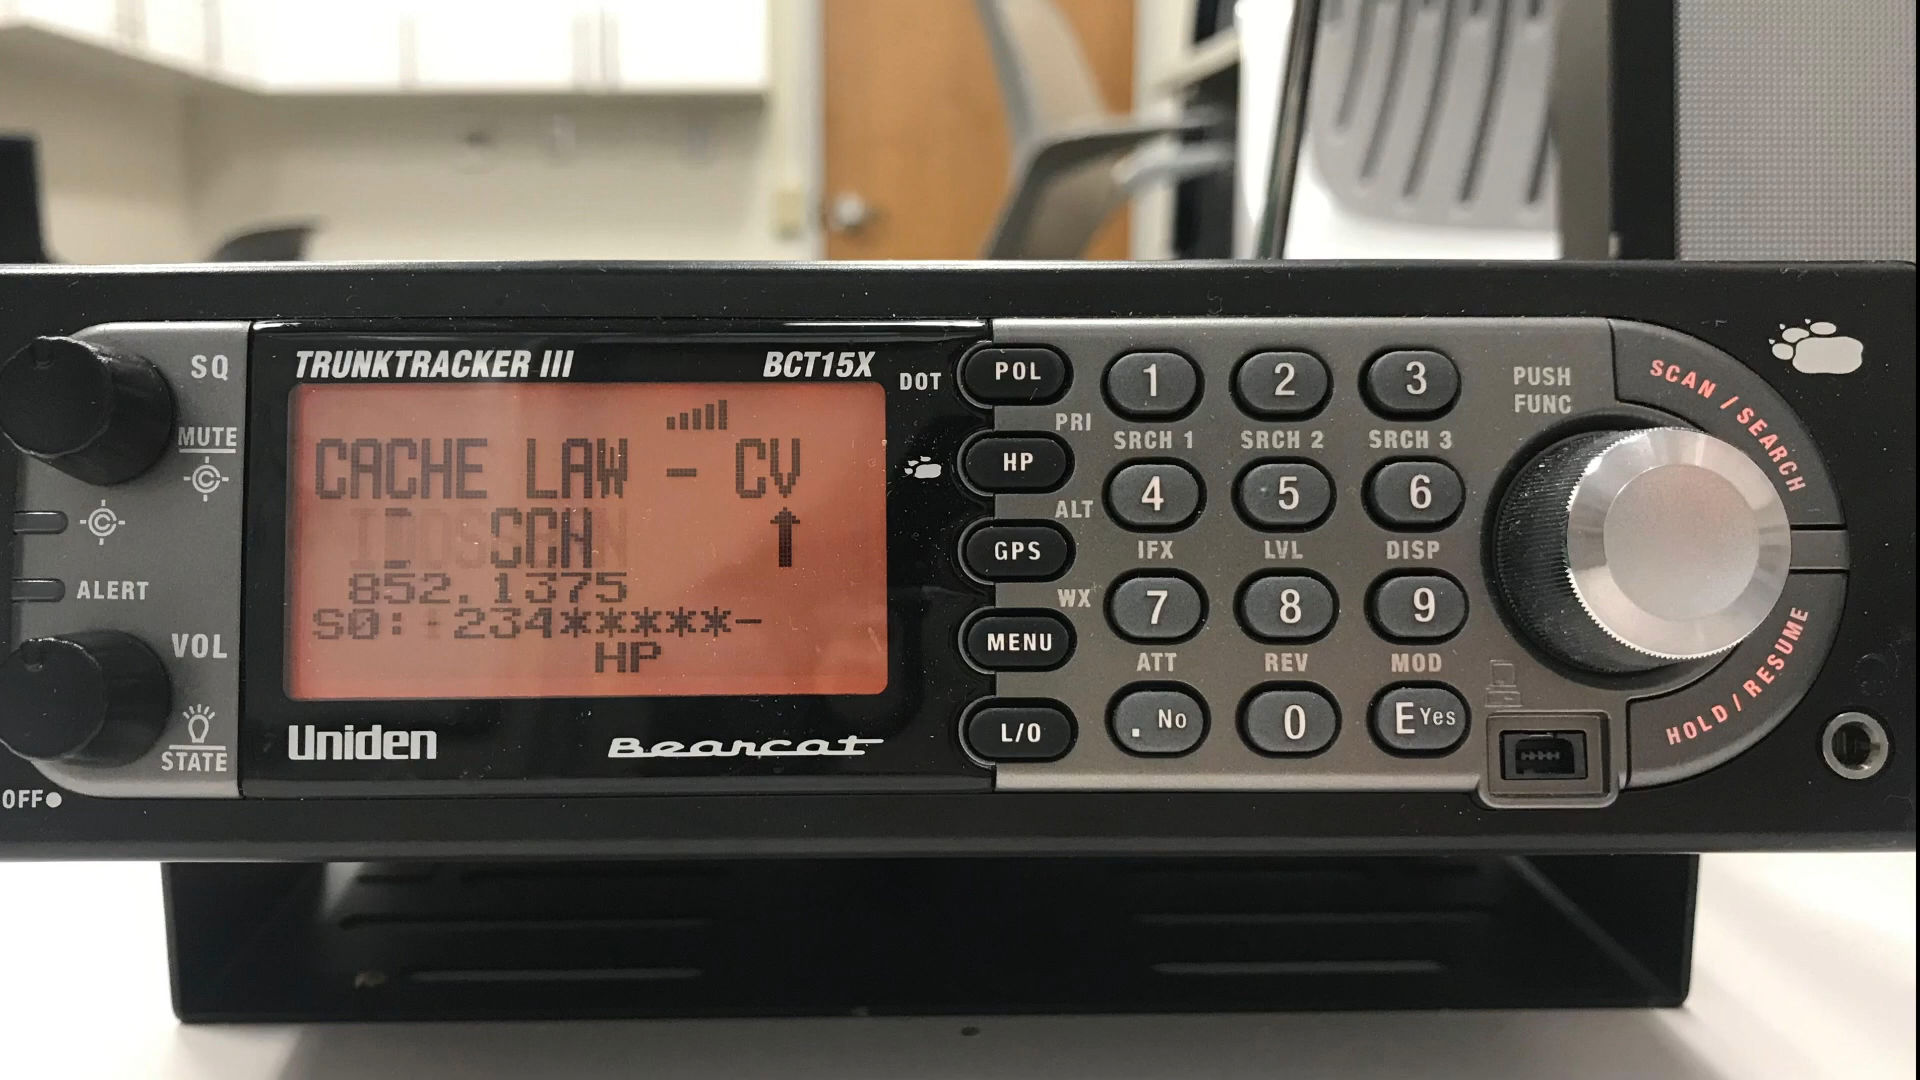 SQ
MUTE
ALERT
VOL
STATE
OFF
TRUNKTRACKER III BCT15X
CACHE LAW - CV
852.1375
S0: 234*****-
HP
Uniden Bearcat
DOT POL
PRI
HP
ALT
GPS
WX
MENU
L/O
1 2 3
SRCH 1 SRCH 2 SRCH 3
4 5 6
IFX LVL DISP
7 8 9
ATT REV MOD
. No 0 E Yes
PUSH
FUNC
SCAN / SEARCH
HOLD / RESUME